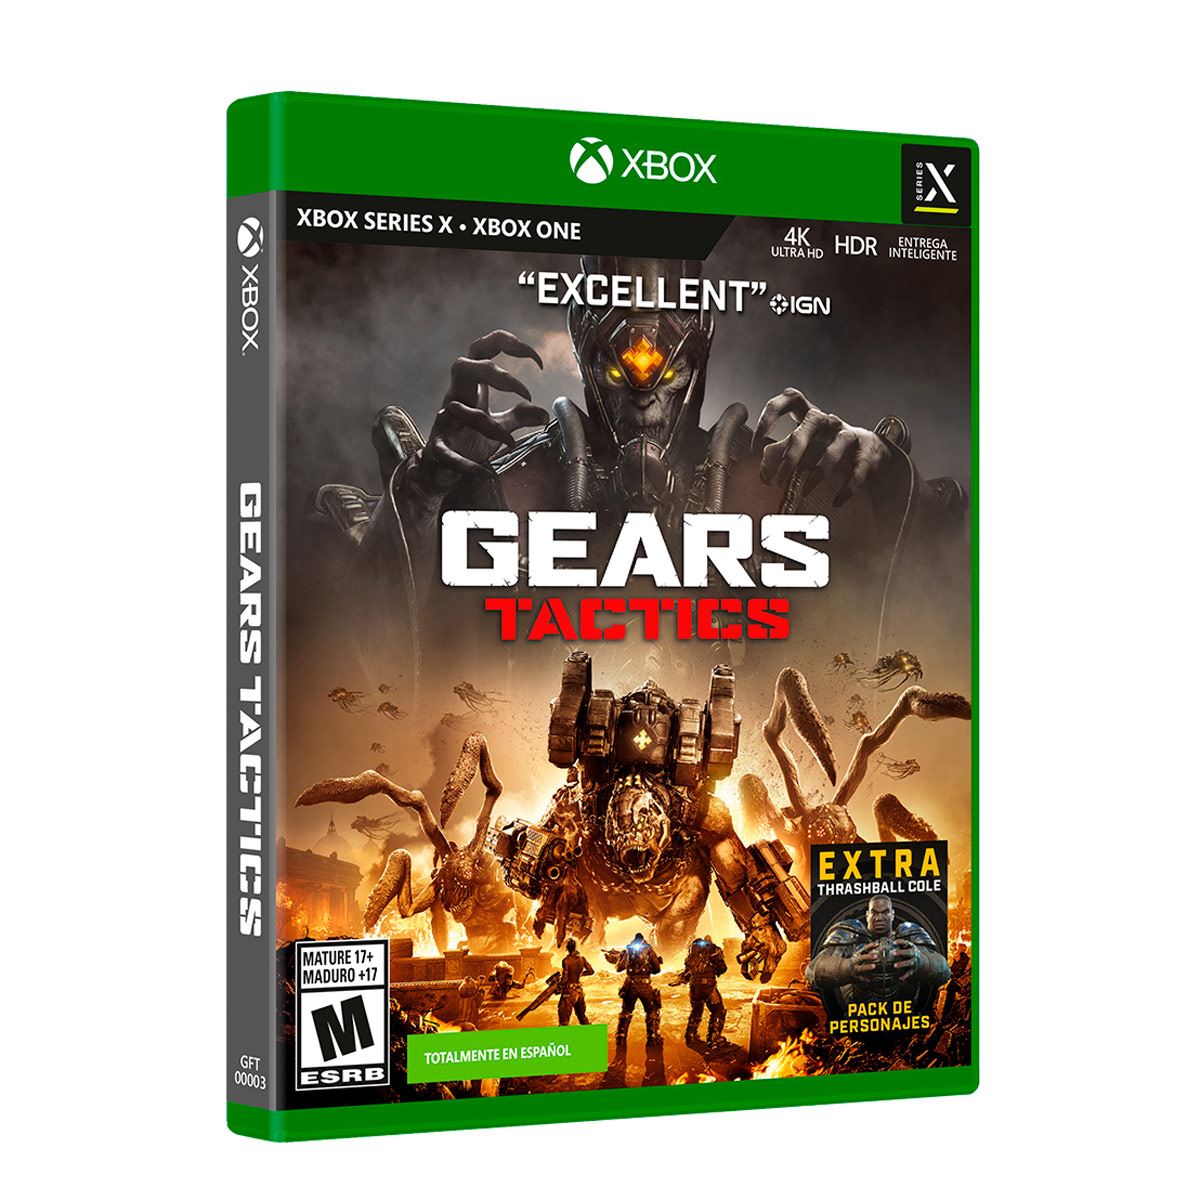 XBOX
SERIES X
XBOX SERIES X • XBOX ONE
4K
ULTRA HD
HDR
ENTREGA
INTELIGENTE
“EXCELLENT” IGN
GEARS
TACTICS
EXTRA
THRASHBALL COLE
PACK DE
PERSONAJES
MATURE 17+
MADURO +17
M
ESRB
TOTALMENTE EN ESPAÑOL
XBOX
GEARS TACTICS
GFT
00003